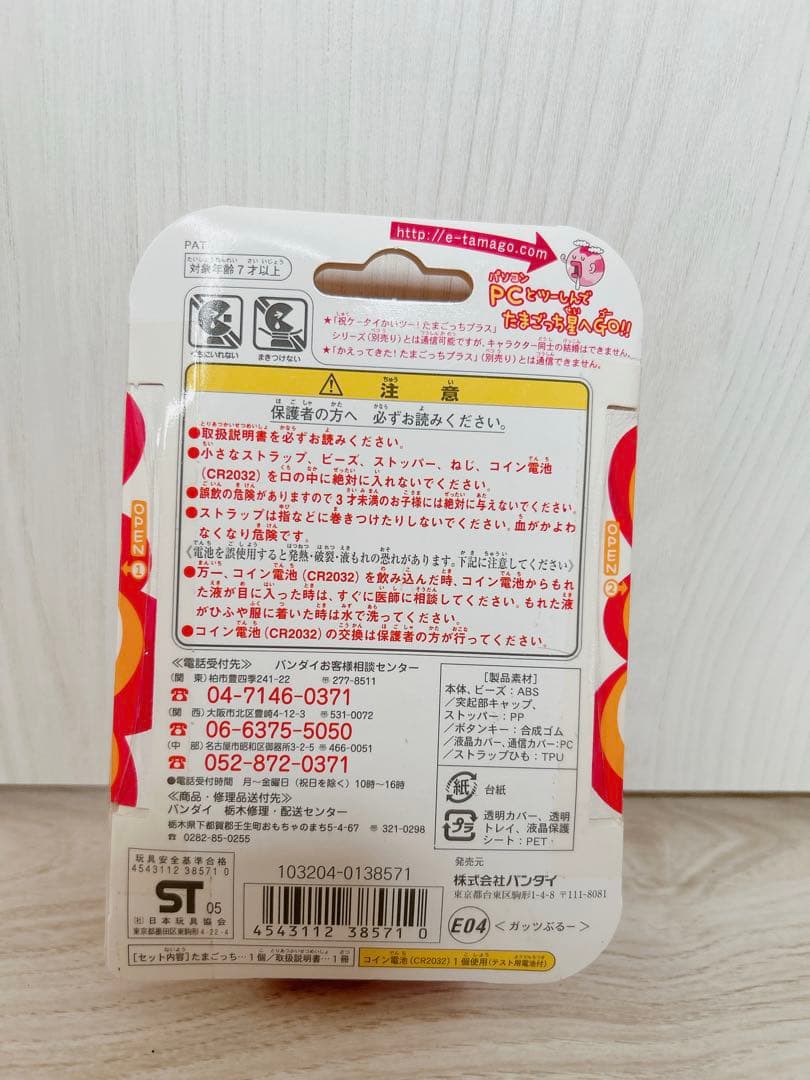 http://e-tamago.com
PAT
対象年齢7才以上
パソコン
PCとツーしんで
たまごっち星へGO!!
くちにいれない
まきつけない
★「祝ケータイかいツー!たまごっちプラス」
シリーズ(別売り)とは通信可能ですが、キャラクター同士の結婚はできません。
★「かえってきた!たまごっちプラス」(別売り)とは通信できません。
注意
保護者の方へ 必ずお読みください。
●取扱説明書を必ずお読みください。
●小さなストラップ、ビーズ、ストッパー、ねじ、コイン電池
(CR2032)を口の中に絶対に入れないでください。
●誤飲の危険がありますので3才未満のお子様には絶対に与えないでください。
●ストラップは指などに巻きつけたりしないでください。血がかよわ
なくなり危険です。
《電池を誤使用すると発熱・破裂・液もれの恐れがあります。下記に注意してください》
●万一、コイン電池(CR2032)を飲み込んだ時、コイン電池からもれ
た液が目に入った時は、すぐに医師に相談してください。もれた液
がひふや服に着いた時は水で洗ってください。
●コイン電池(CR2032)の交換は保護者の方が行ってください。
OPEN
1
OPEN
2
≪電話受付先≫ バンダイお客様相談センター
(関 東)柏市豊四季241-22 〒277-8511
☎ 04-7146-0371
(関 西)大阪市北区豊崎4-12-3 〒531-0072
☎ 06-6375-5050
(中 部)名古屋市昭和区御器所3-2-5 〒466-0051
☎ 052-872-0371
●電話受付時間 月〜金曜日(祝日を除く)10時〜16時
≪商品・修理品送付先≫
バンダイ 栃木修理・配送センター
栃木県下都賀郡壬生町おもちゃのまち5-4-67 〒321-0298
☎ 0282-85-0255
[製品素材]
本体、ビーズ:ABS
/突起部キャップ、
ストッパー:PP
/ボタンキー:合成ゴム
/液晶カバー、通信カバー:PC
/ストラップひも:TPU
紙 台紙
プラ 透明カバー、透明
トレイ、液晶保護
シート:PET
玩具安全基準合格
4543112 38571 0
ST 05
(社)日本玩具協会
東京都墨田区東駒形4-22-4
103204-0138571
4 543112 385710
発売元
株式会社バンダイ
東京都台東区駒形1-4-8 〒111-8081
E04 <ガッツぶるー>
[セット内容]たまごっち…1個/取扱説明書…1冊
コイン電池(CR2032)1個使用(テスト用電池付)